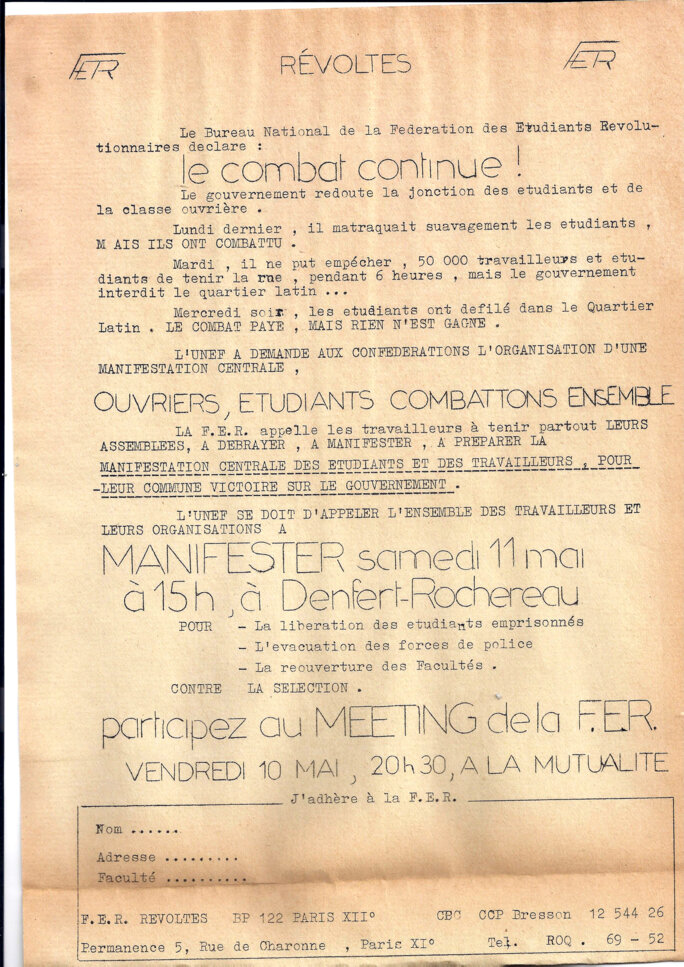 FER RÉVOLTES FER
Le Bureau National de la Federation des Etudiants Revolu-
tionnaires declare :
le combat continue !
Le gouvernement redoute la jonction des etudiants et de
la classe ouvrière .
Lundi dernier , il matraquait suavagement les etudiants ,
M AIS ILS ONT COMBATTU .
Mardi , il ne put empécher , 50 000 travailleurs et etu-
diants de tenir la rue , pendant 6 heures , mais le gouvernement
interdit le quartier latin ...
Mercredi soir , les etudiants ont defilé dans le Quartier
Latin . LE COMBAT PAYE , MAIS RIEN N'EST GAGNE .
L'UNEF A DEMANDE AUX CONFEDERATIONS L'ORGANISATION D'UNE
MANIFESTATION CENTRALE ,
OUVRIERS, ETUDIANTS COMBATTONS ENSEMBLE
LA F.E.R. appelle les travailleurs à tenir partout LEURS
ASSEMBLEES, A DEBRAYER , A MANIFESTER , A PREPARER LA
MANIFESTATION CENTRALE DES ETUDIANTS ET DES TRAVAILLEURS , POUR
-LEUR COMMUNE VICTOIRE SUR LE GOUVERNEMENT .
L'UNEF SE DOIT D'APPELER L'ENSEMBLE DES TRAVAILLEURS ET
LEURS ORGANISATIONS A
MANIFESTER samedi 11 mai
à 15h , à Denfert-Rochereau
POUR - La liberation des etudiants emprisonnés
- L'evacuation des forces de police
- La reouverture des Facultés .
CONTRE LA SELECTION .
participez au MEETING de la F.E.R.
VENDREDI 10 MAI , 20h30, A LA MUTUALITE
J'adhère à la F.E.R.
Nom ......
Adresse .........
Faculté ..........
F.E.R. REVOLTES BP 122 PARIS XII° CBC CCP Bresson 12 544 26
Permanence 5, Rue de Charonne , Paris XI° Tel. ROQ . 69 - 52